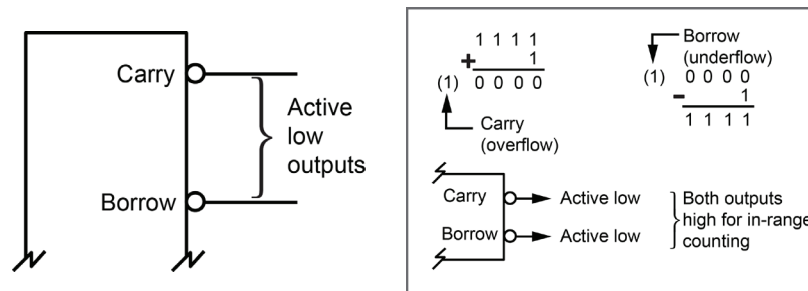 Carry
Borrow
Active
low
outputs
1 1 1 1
+ 1
(1) 0 0 0 0
Carry
(overflow)
Borrow
(underflow)
(1) 0 0 0 0
- 1
1 1 1 1
Carry Active low
Borrow Active low
Both outputs
high for in-range
counting